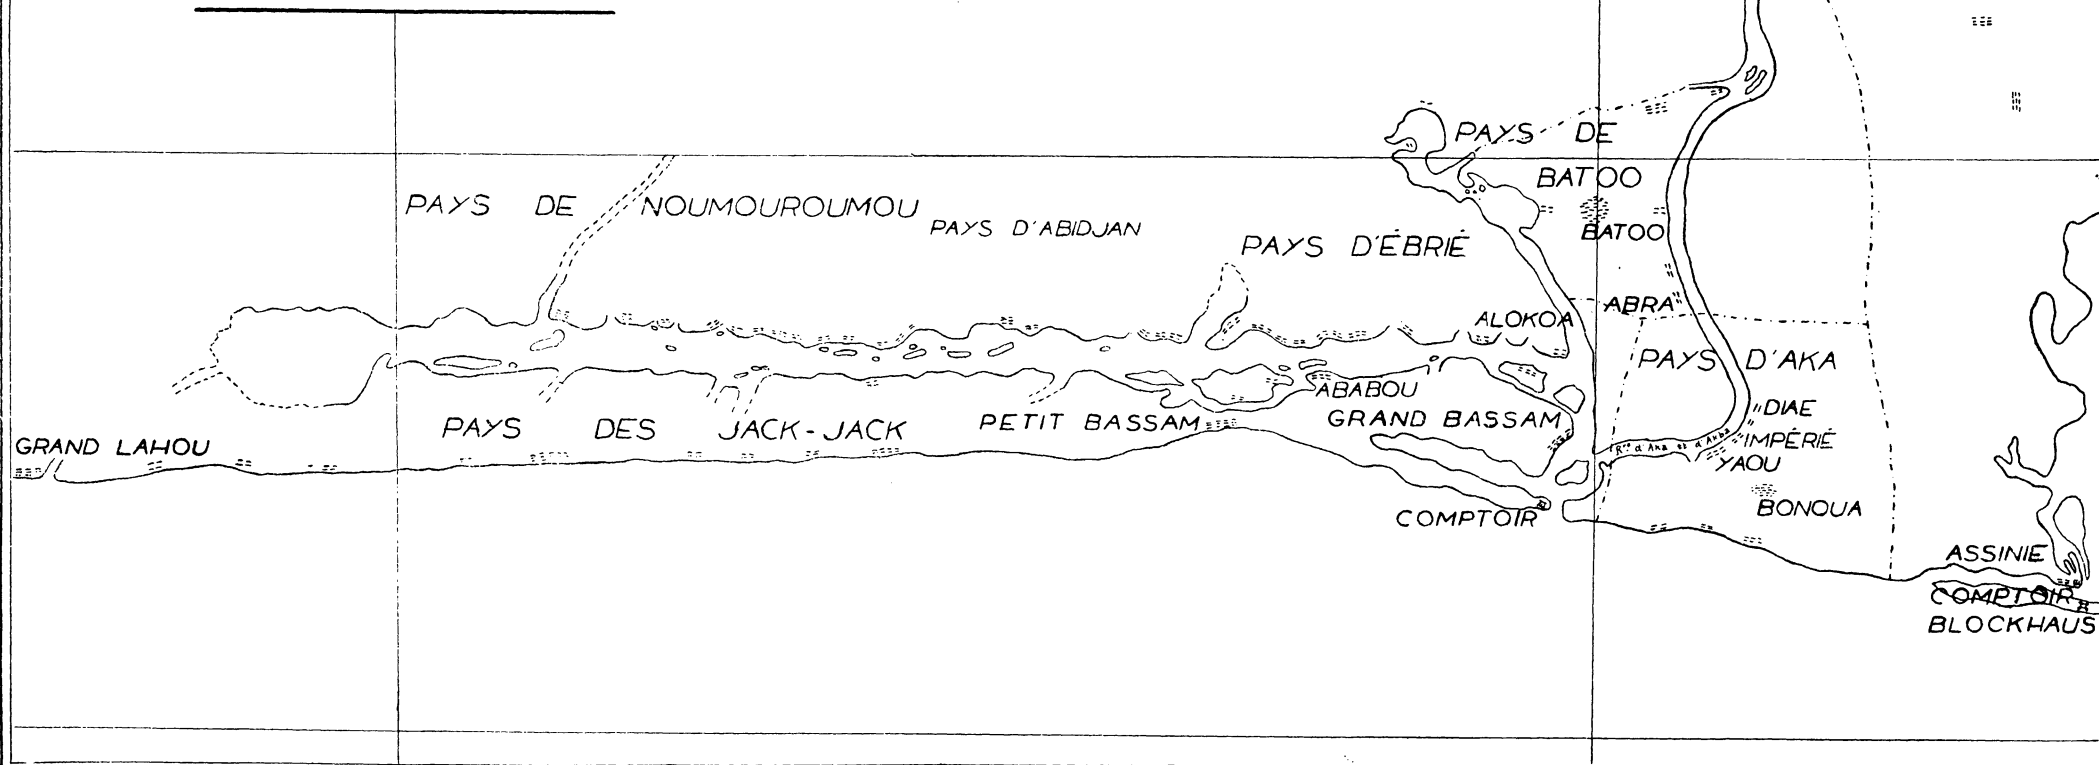 PAYS DE BATOO
BATOO
PAYS DE NOUMOUROUMOU
PAYS D'ABIDJAN
PAYS D'ÉBRIÉ
ABRA
ALOKOA
PAYS D'AKA
ABABOU
DIAE
GRAND LAHOU
PAYS DES JACK-JACK
PETIT BASSAM
GRAND BASSAM
IMPÉRIÉ
YAOU
BONOUA
COMPTOIR
ASSINIE
COMPTOIR
BLOCKHAUS